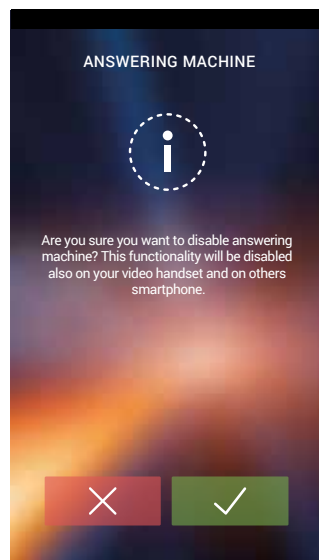 ANSWERING MACHINE
i
Are you sure you want to disable answering
machine? This functionality will be disabled
also on your video handset and on others
smartphone.